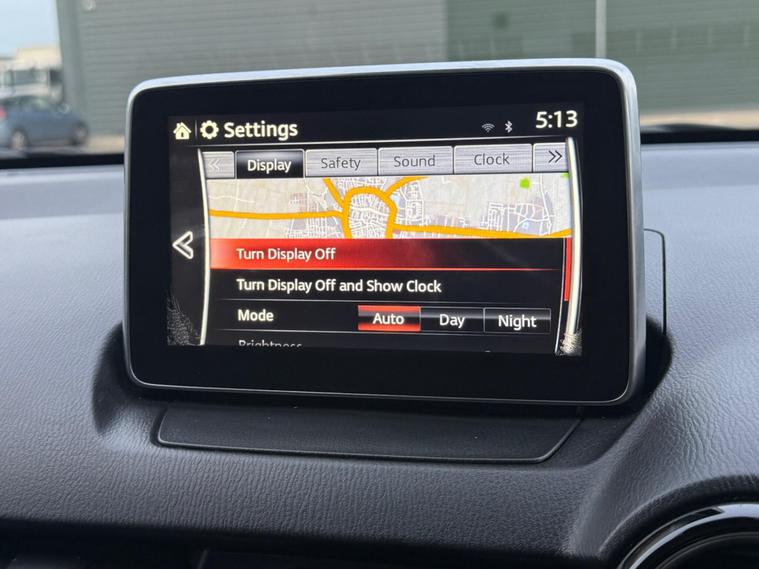 Settings 5:13
Display Safety Sound Clock
Turn Display Off
Turn Display Off and Show Clock
Mode Auto Day Night
Brightness